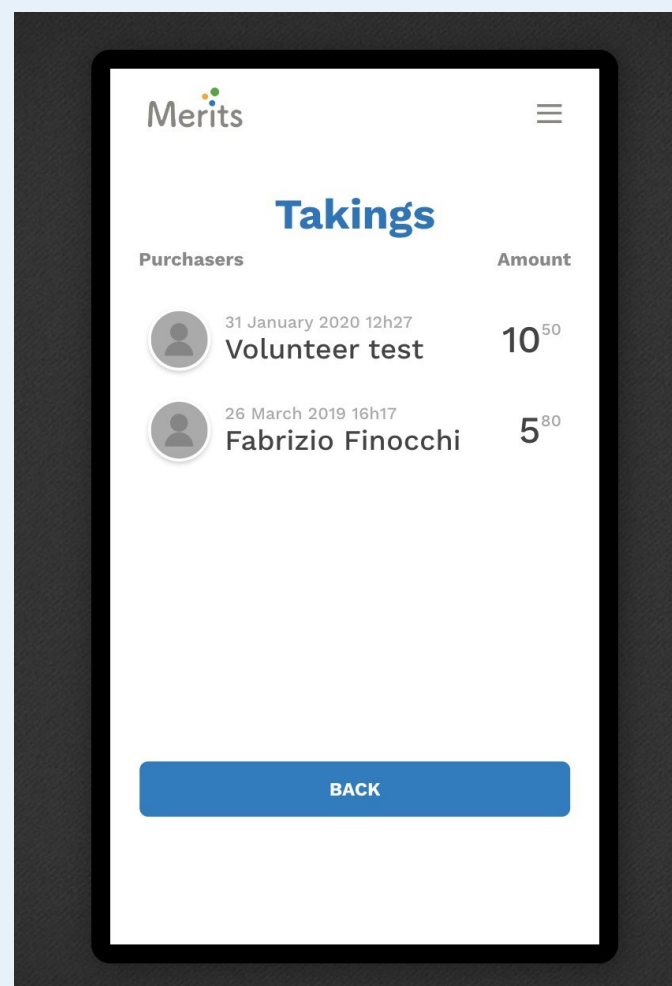 Merits
Takings
Purchasers Amount
31 January 2020 12h27
Volunteer test 10 50
26 March 2019 16h17
Fabrizio Finocchi 5 80
BACK